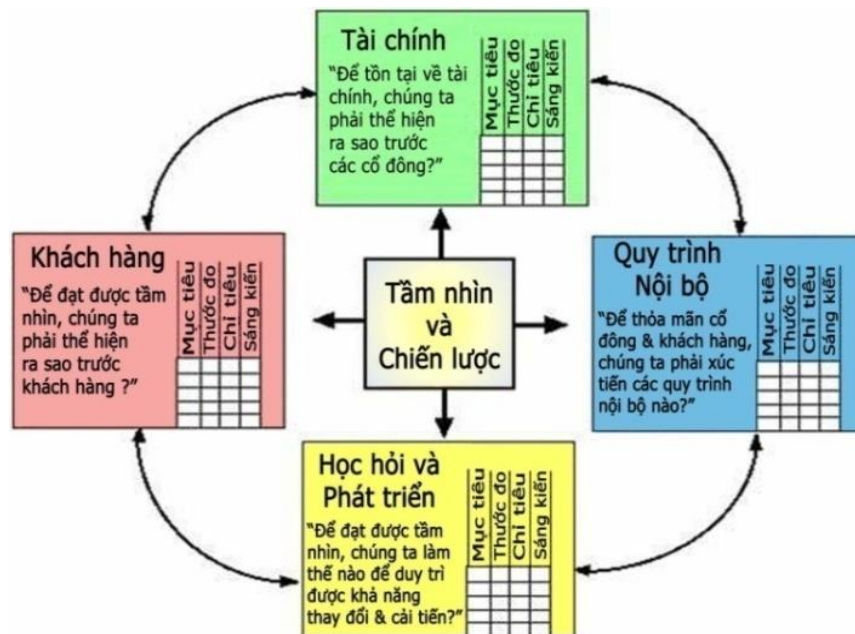 Tài chính
“Để tồn tại về tài
chính, chúng ta
phải thể hiện
ra sao trước
các cổ đông?”
Mục tiêu
Thước đo
Chỉ tiêu
Sáng kiến
Khách hàng
“Để đạt được tầm
nhìn, chúng ta
phải thể hiện
ra sao trước
khách hàng ?”
Mục tiêu
Thước đo
Chỉ tiêu
Sáng kiến
Tầm nhìn
và
Chiến lược
Quy trình
Nội bộ
“Để thỏa mãn cổ
đông & khách hàng,
chúng ta phải xúc
tiến các quy trình
nội bộ nào?”
Mục tiêu
Thước đo
Chỉ tiêu
Sáng kiến
Học hỏi và
Phát triển
“Để đạt được tầm
nhìn, chúng ta làm
thế nào để duy trì
được khả năng
thay đổi & cải tiến?”
Mục tiêu
Thước đo
Chỉ tiêu
Sáng kiến